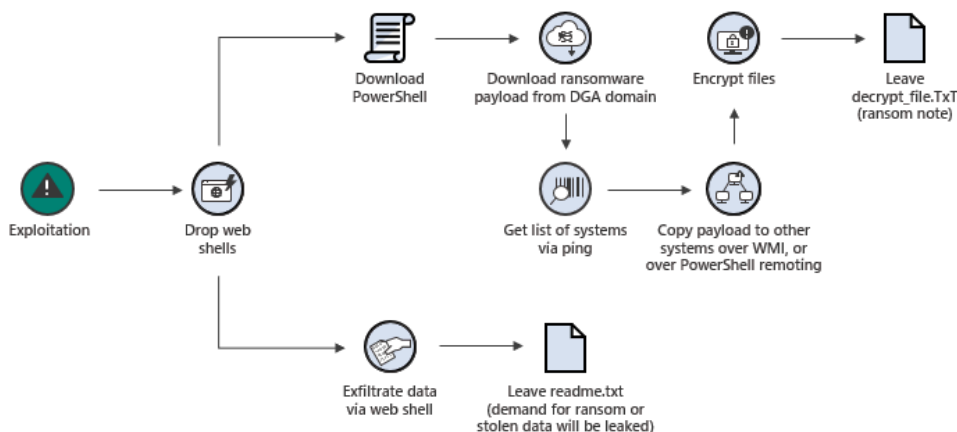 Download
PowerShell
Download ransomware
payload from DGA domain
Encrypt files
Leave
decrypt_file.TxT
(ransom note)
Exploitation
Drop web
shells
Get list of systems
via ping
Copy payload to other
systems over WMI, or
over PowerShell remoting
Exfiltrate data
via web shell
Leave readme.txt
(demand for ransom or
stolen data will be leaked)